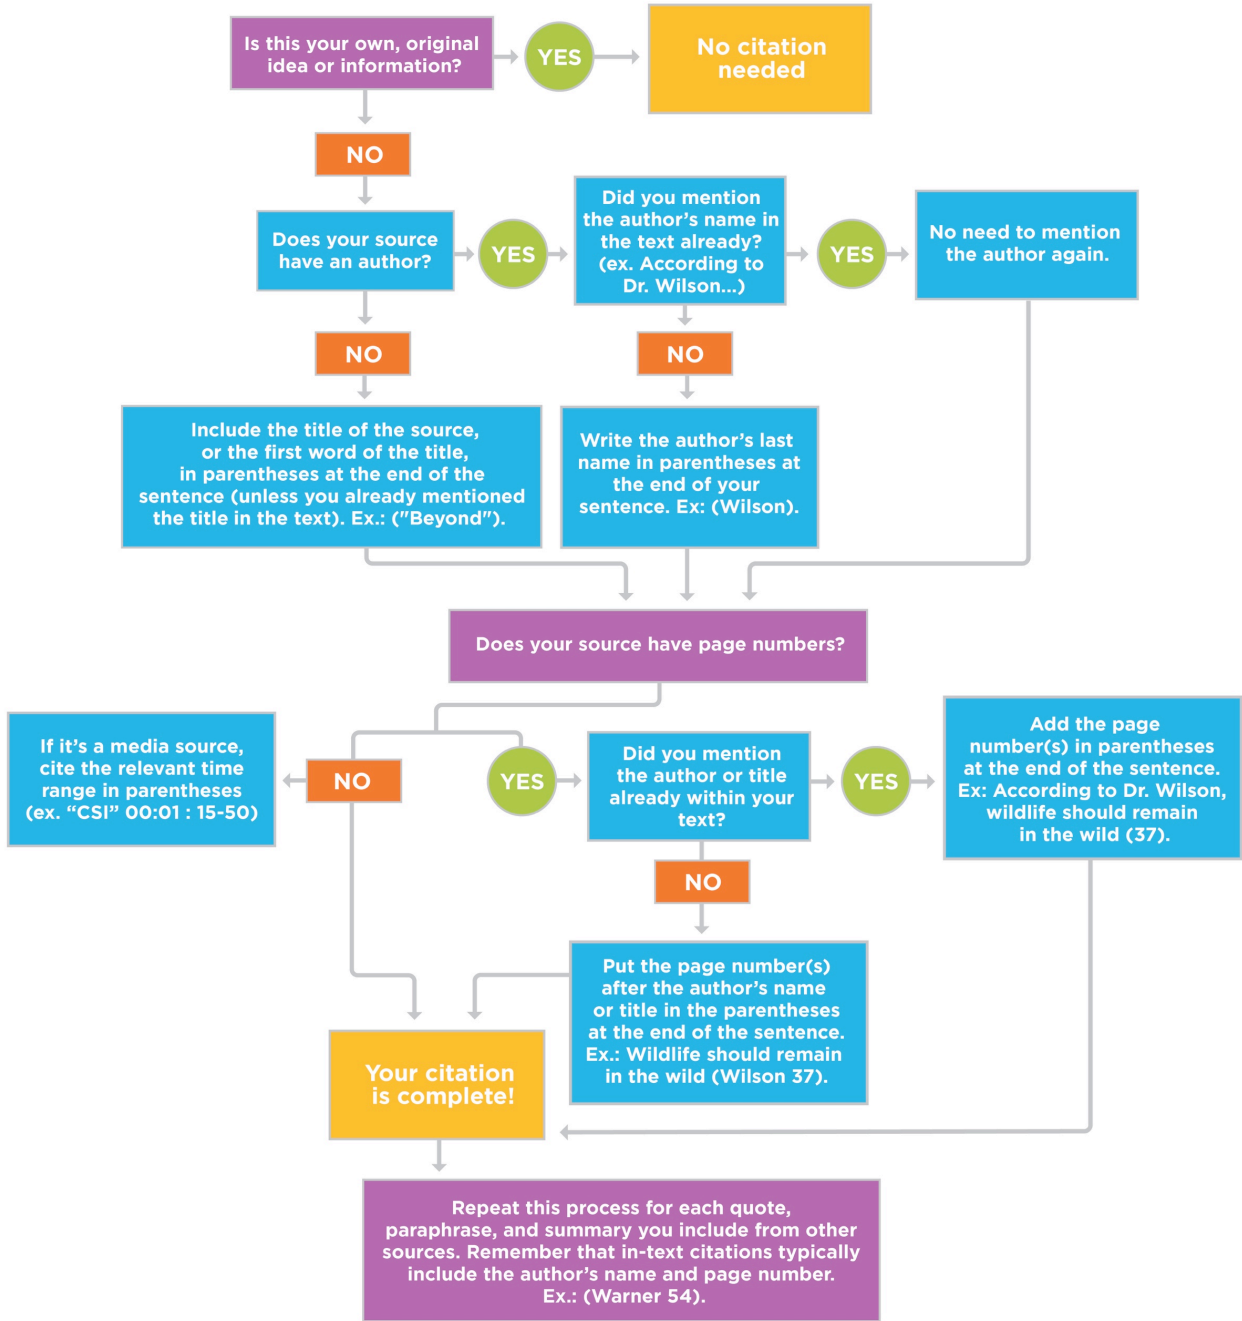 Is this your own, original
idea or information?
YES
No citation
needed
NO
Does your source
have an author?
YES
Did you mention
the author's name in
the text already?
(ex. According to
Dr. Wilson...)
YES
No need to mention
the author again.
NO
NO
Include the title of the source,
or the first word of the title,
in parentheses at the end of the
sentence (unless you already mentioned
the title in the text). Ex.: ("Beyond").
Write the author's last
name in parentheses at
the end of your
sentence. Ex: (Wilson).
Does your source have page numbers?
If it's a media source,
cite the relevant time
range in parentheses
(ex. “CSI” 00:01 : 15-50)
NO
YES
Did you mention
the author or title
already within your
text?
YES
Add the page
number(s) in parentheses
at the end of the sentence.
Ex: According to Dr. Wilson,
wildlife should remain
in the wild (37).
NO
Put the page number(s)
after the author's name
or title in the parentheses
at the end of the sentence.
Ex.: Wildlife should remain
in the wild (Wilson 37).
Your citation
is complete!
Repeat this process for each quote,
paraphrase, and summary you include from other
sources. Remember that in-text citations typically
include the author's name and page number.
Ex.: (Warner 54).